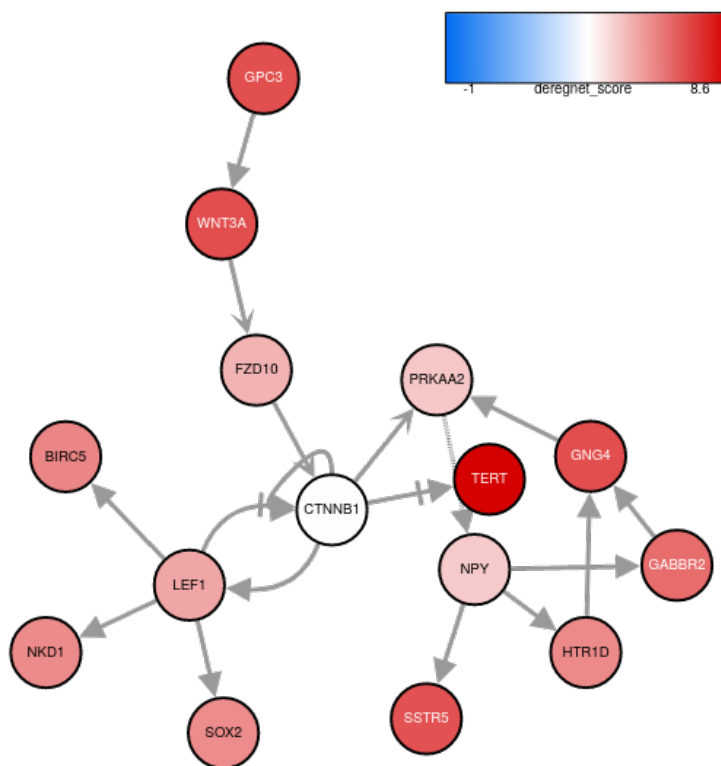 GPC3
-1 deregnet_score 8.6
WNT3A
FZD10
PRKAA2
BIRC5
GNG4
TERT
CTNNB1
LEF1
NPY
GABBR2
NKD1
HTR1D
SSTR5
SOX2